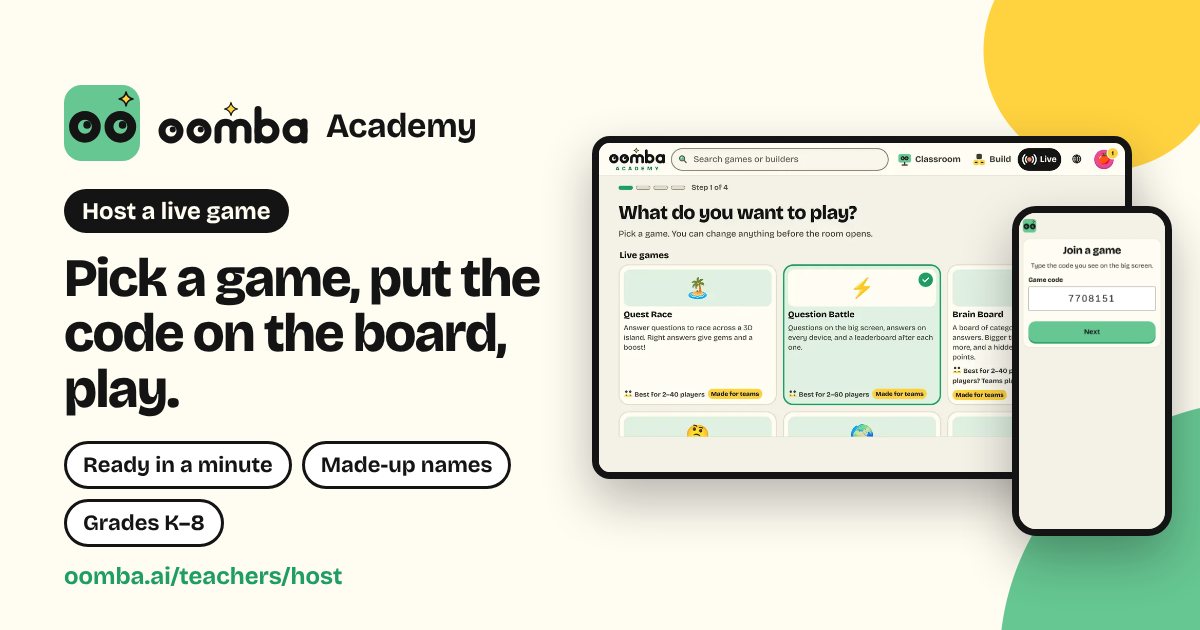 oomba Academy
Host a live game
Pick a game, put the
code on the board,
play.
Ready in a minute
Made-up names
Grades K–8
oomba.ai/teachers/host
oomba
ACADEMY
Search games or builders
Classroom
Build
Live
1
Step 1 of 4
What do you want to play?
Pick a game. You can change anything before the room opens.
Live games
Quest Race
Answer questions to race across a 3D
island. Right answers give gems and a
boost!
Best for 2–40 players
Made for teams
Question Battle
Questions on the big screen, answers on
every device, and a leaderboard after each
one.
Best for 2–60 players
Made for teams
Brain Board
A board of catego
answers. Bigger t
more, and a hidde
points.
Best for 2–40 p
players? Teams pl
Made for teams
Join a game
Type the code you see on the big screen.
Game code
7708151
Next